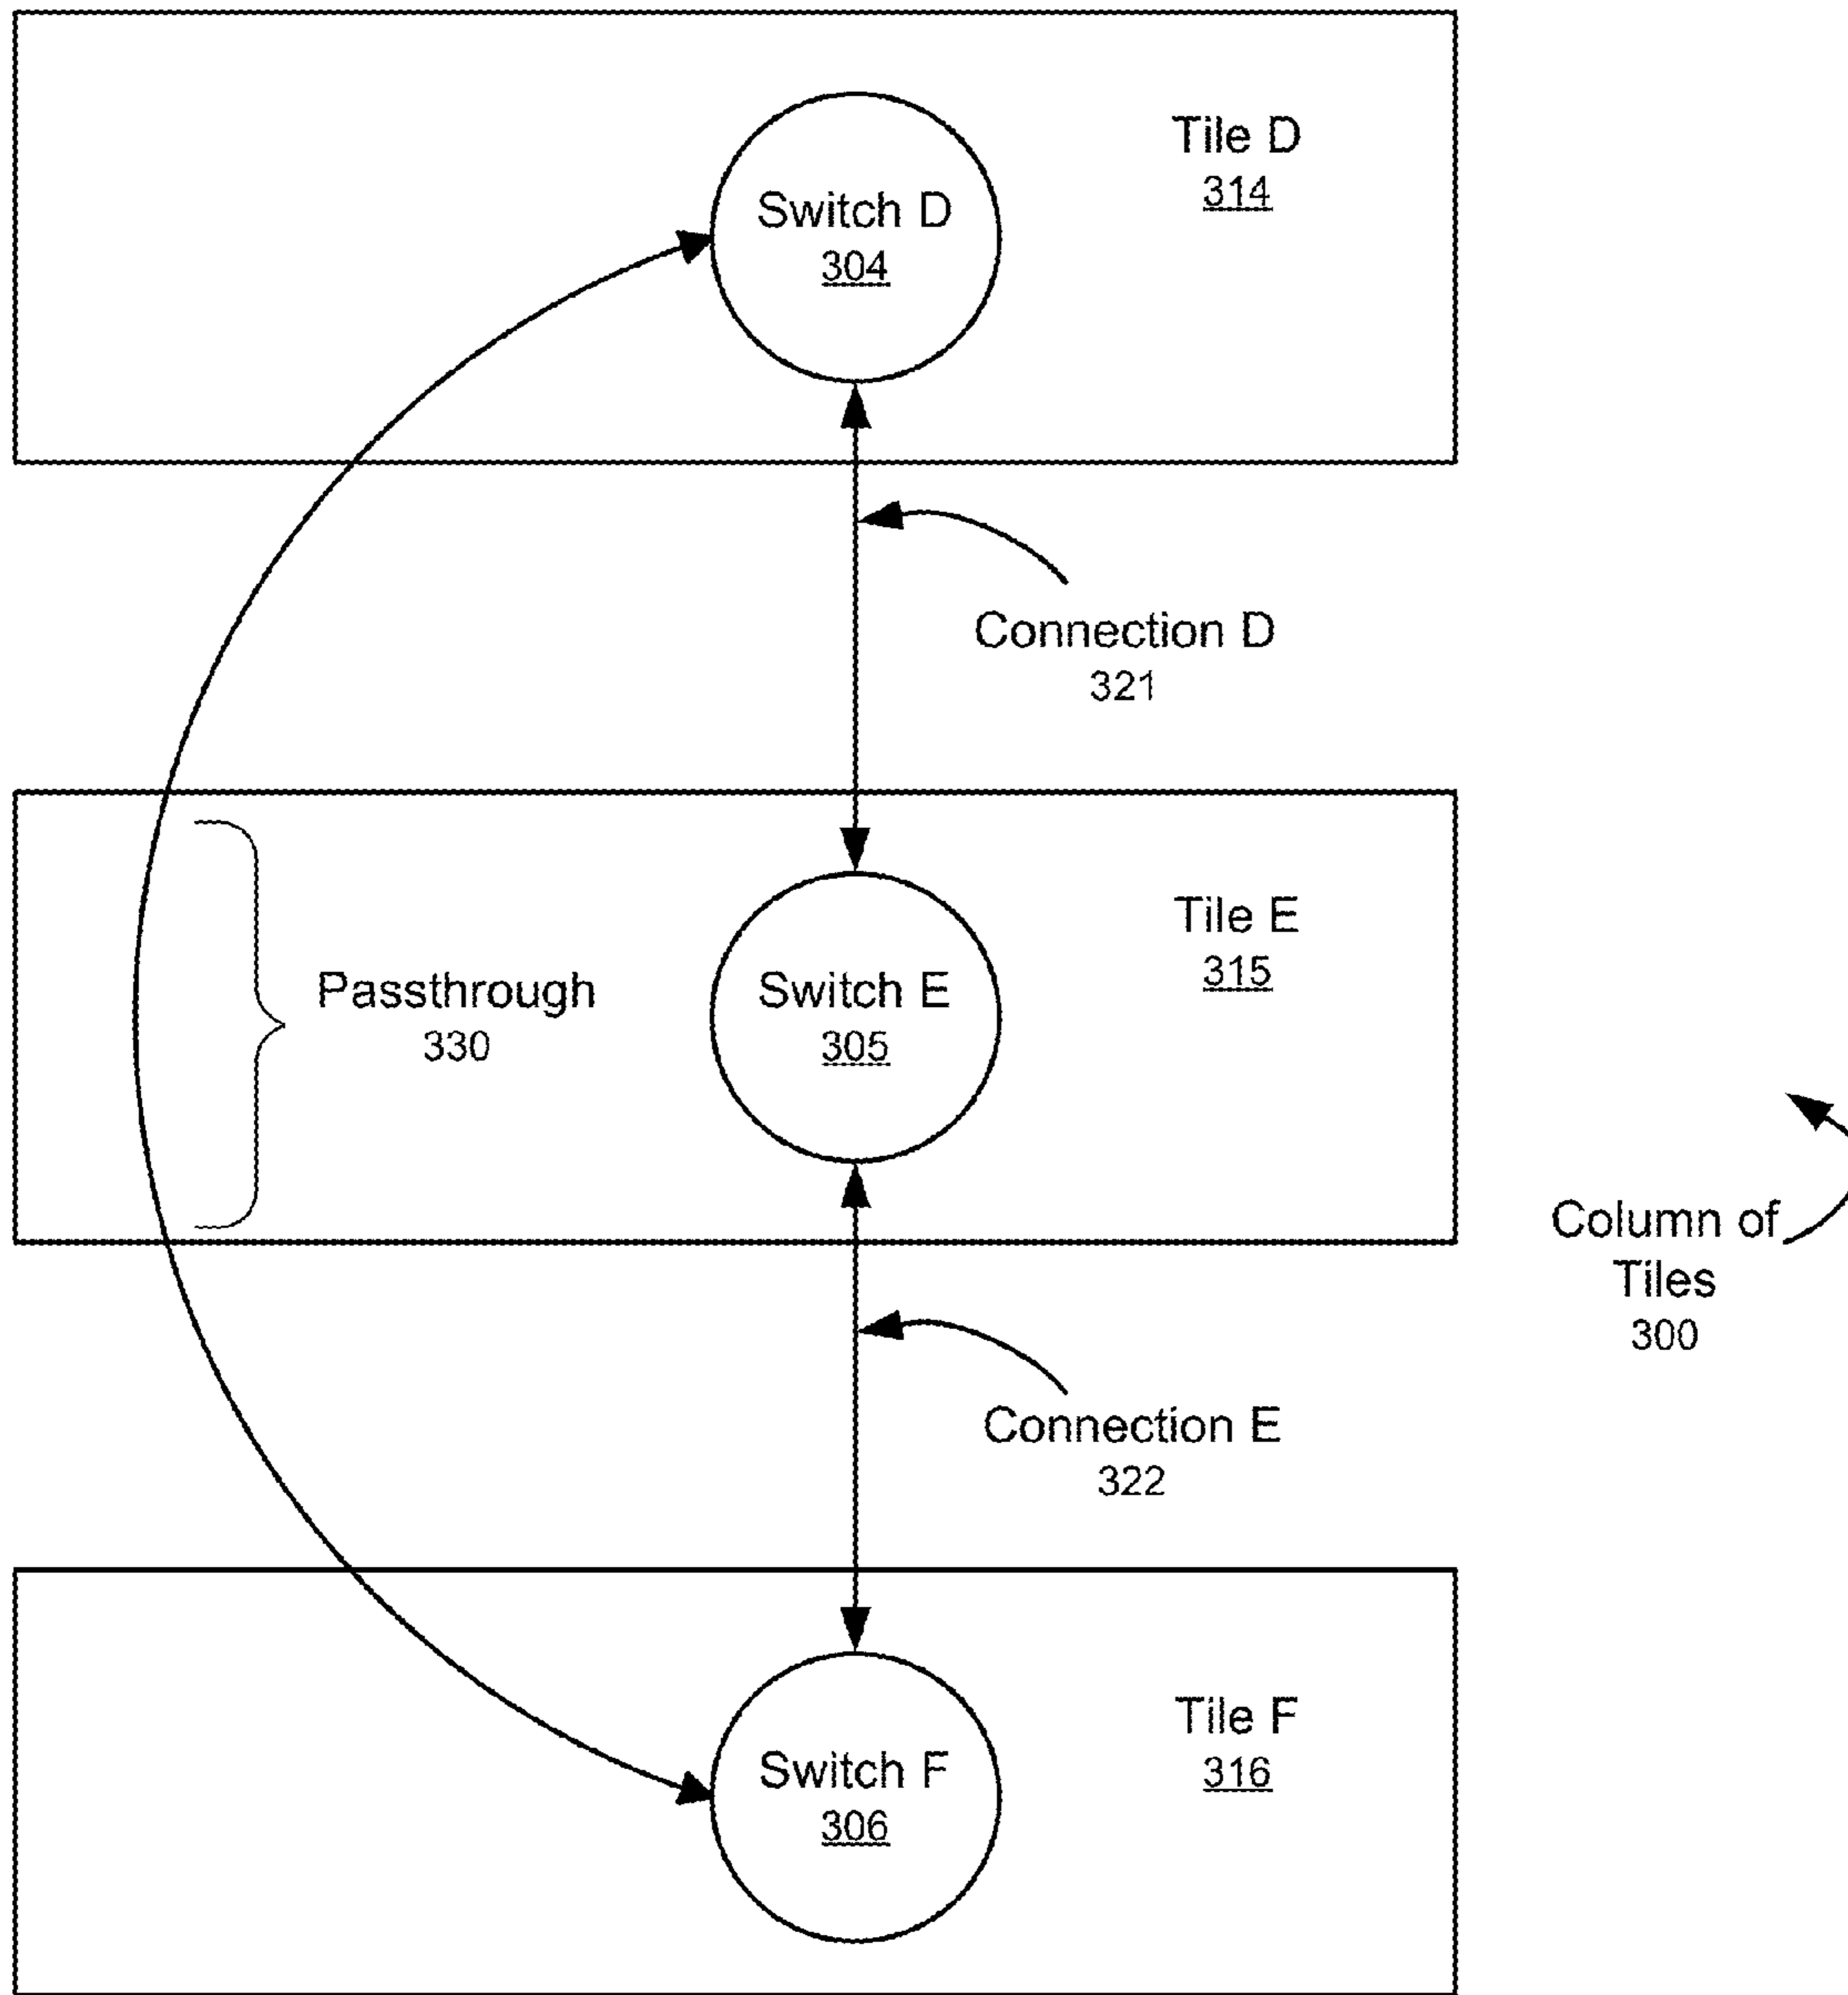 Tile D
314
Switch D
304
Connection D
321
Tile E
315
Passthrough
330
Switch E
305
Column of
Tiles
300
Connection E
322
Tile F
316
Switch F
306